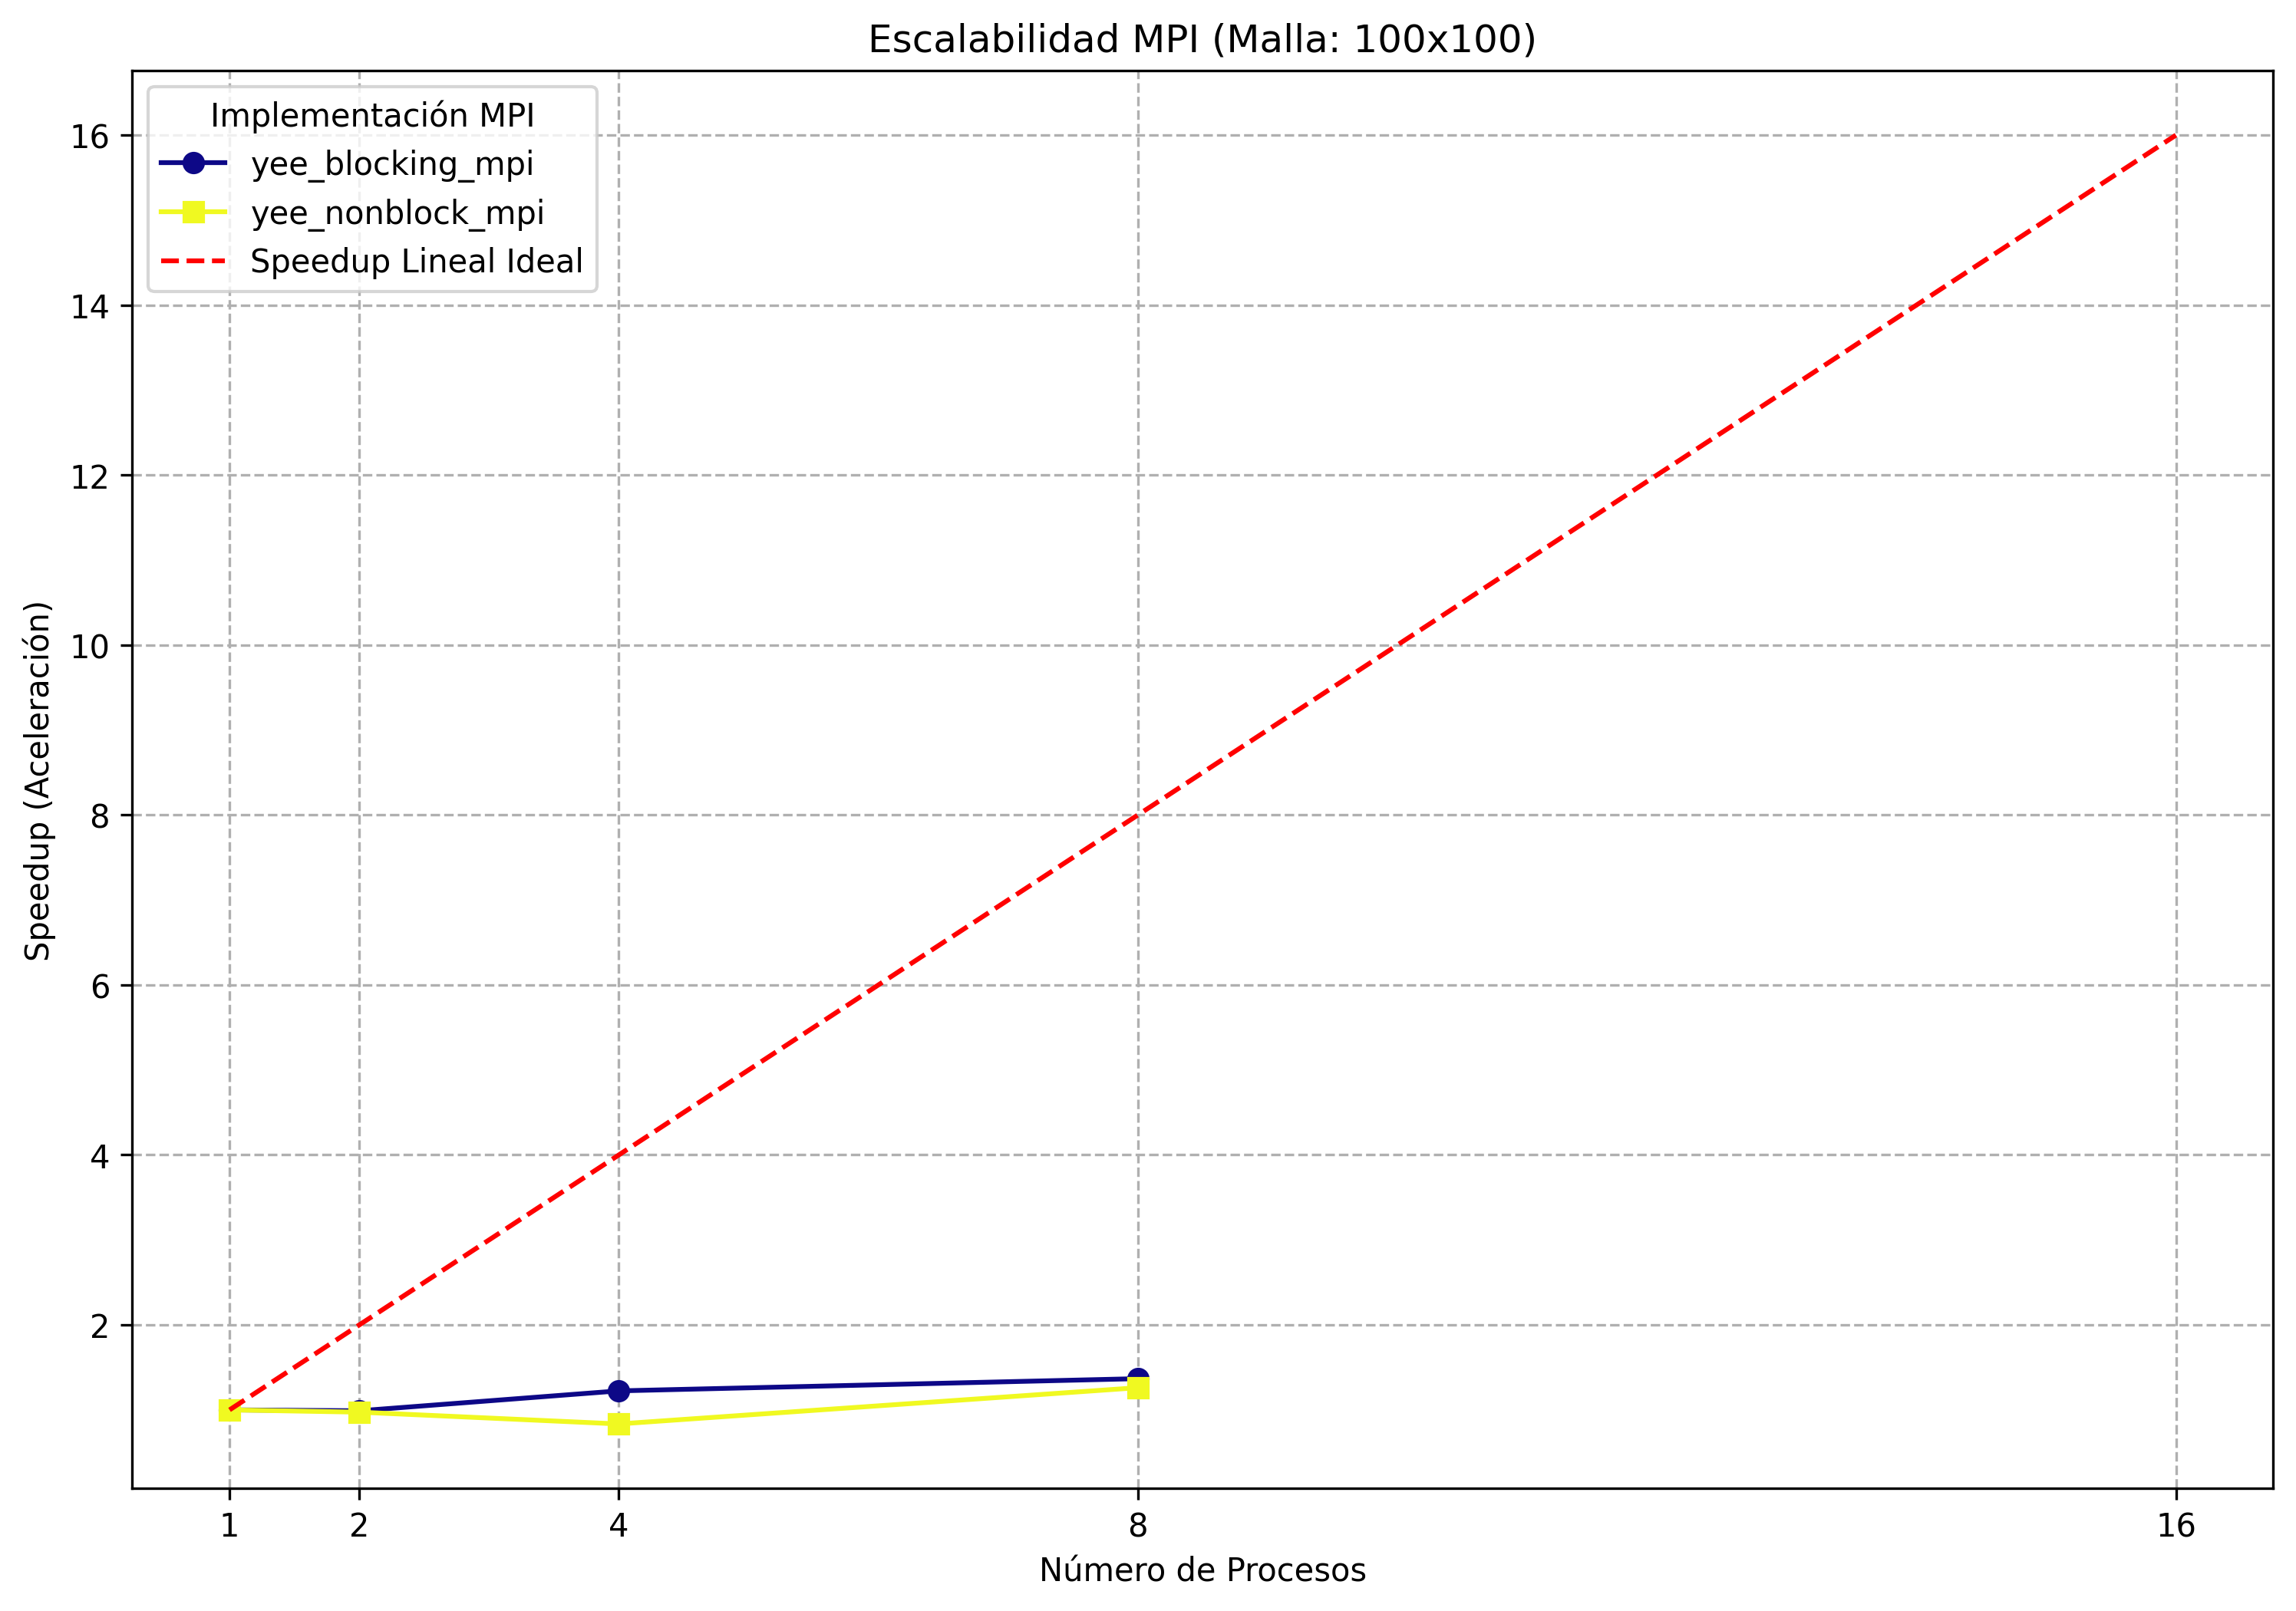 Escalabilidad MPI (Malla: 100x100)
Implementación MPI
yee_blocking_mpi
yee_nonblock_mpi
Speedup Lineal Ideal
Speedup (Aceleración)
16
14
12
10
8
6
4
2
1 2 4 8 16
Número de Procesos